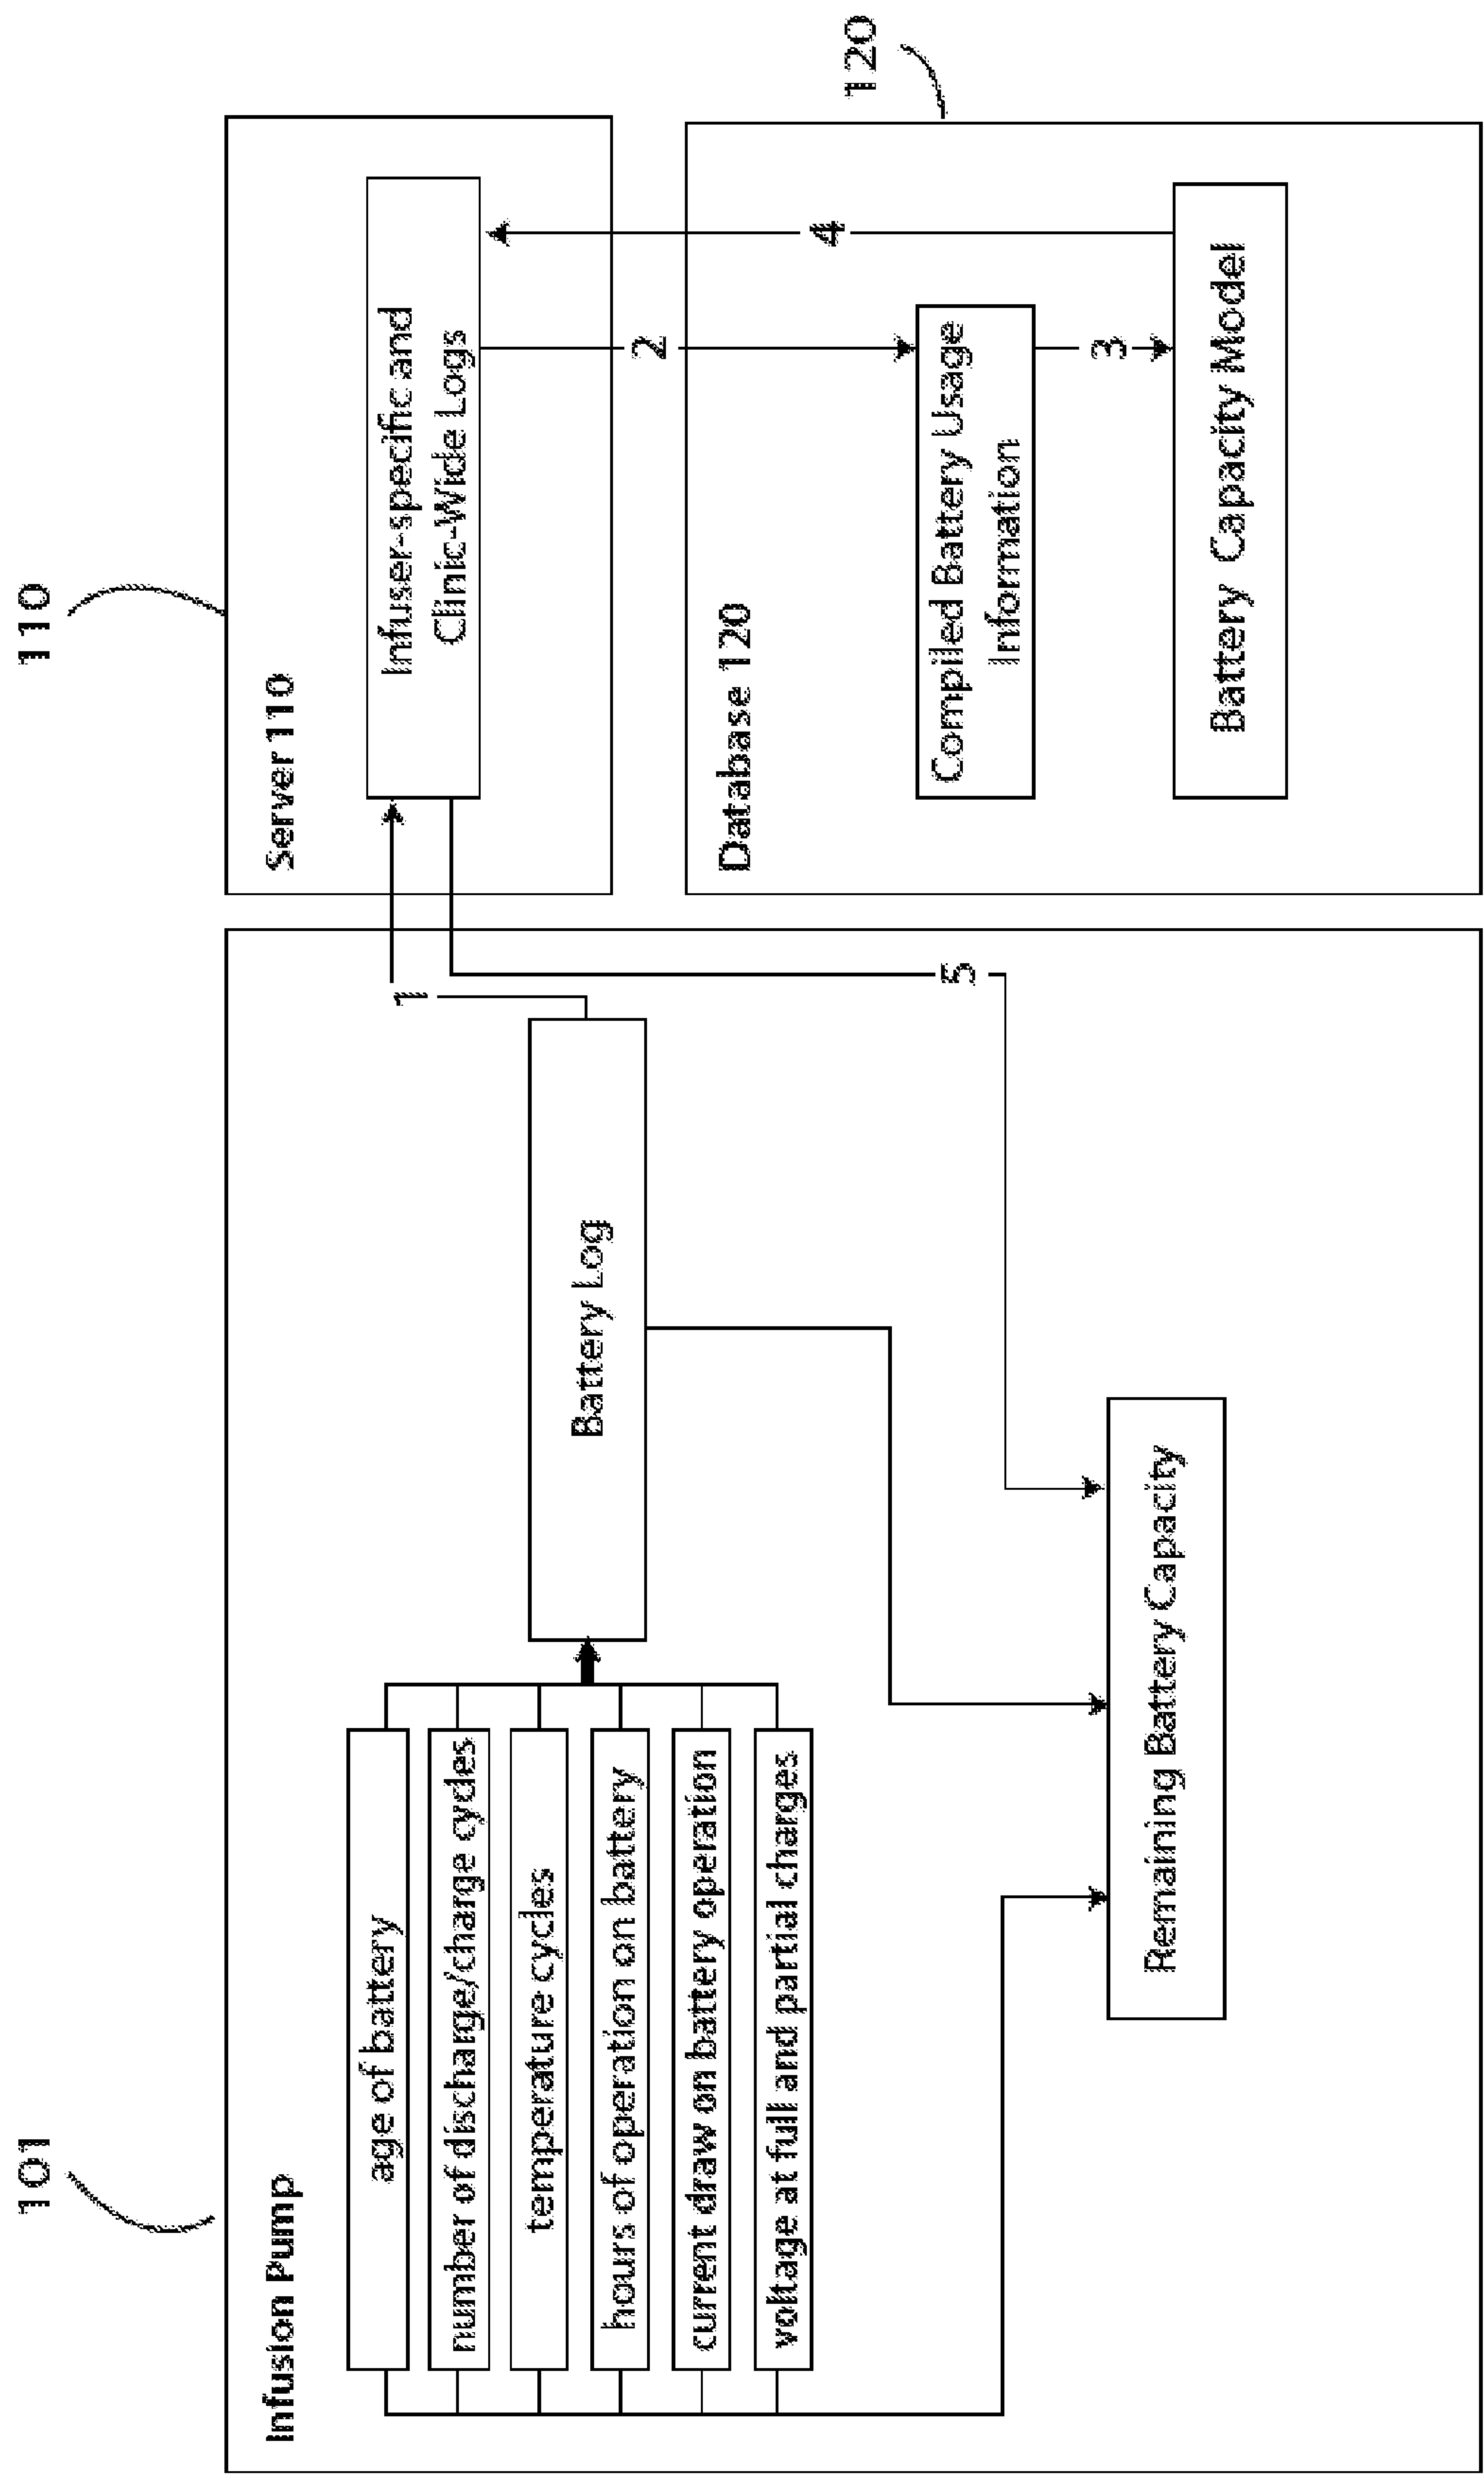 101
110
Infusion Pump
age of battery
number of discharge/charge cycles
temperature cycles
hours of operation on battery
current draw on battery operation
voltage at full and partial charges
Battery Log
Remaining Battery Capacity
1
5
Server 110
Infuser-specific and
Clinic-Wide Logs
2
4
Database 120
120
Compiled Battery Usage
Information
3
Battery Capacity Model